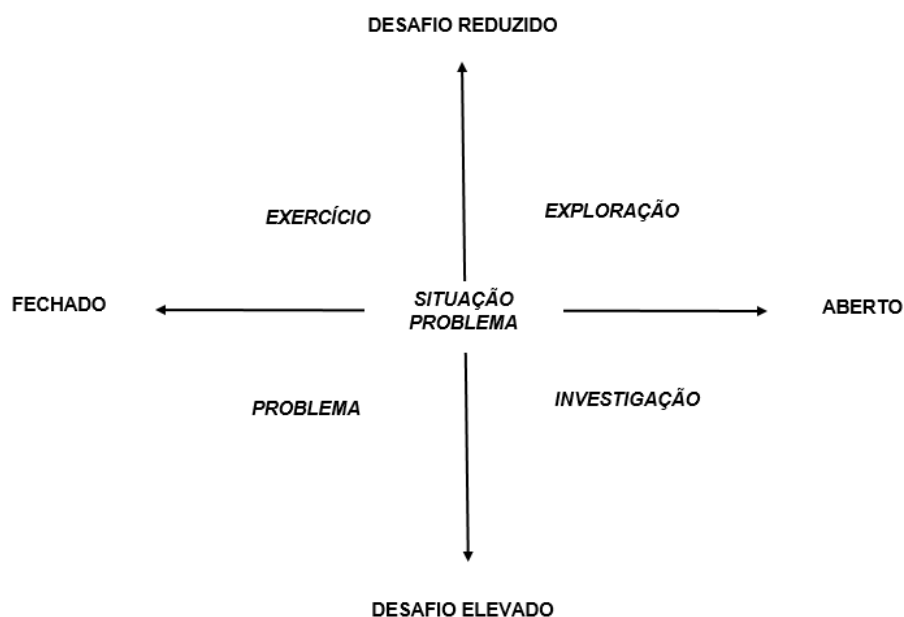 DESAFIO REDUZIDO
EXERCÍCIO
EXPLORAÇÃO
FECHADO
SITUAÇÃO
PROBLEMA
ABERTO
PROBLEMA
INVESTIGAÇÃO
DESAFIO ELEVADO